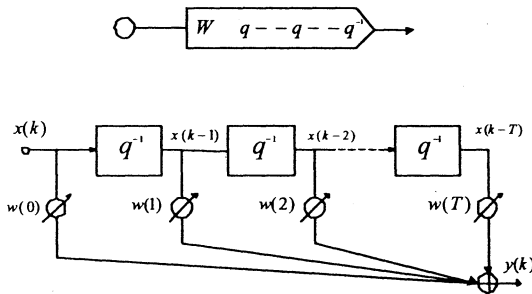 W q--q--q⁻¹
x(k) q⁻¹ x(k-1) q⁻¹ x(k-2) q⁻¹ x(k-T)
w(0) w(1) w(2) w(T)
y(k)